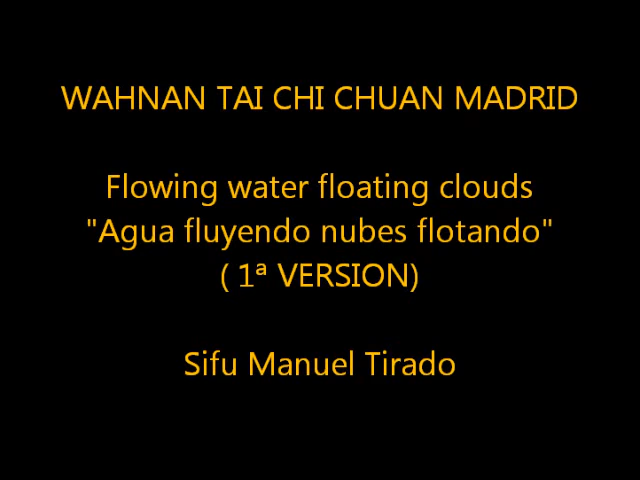 WAHNAN TAI CHI CHUAN MADRID
Flowing water floating clouds
"Agua fluyendo nubes flotando"
( 1ª VERSION)
Sifu Manuel Tirado